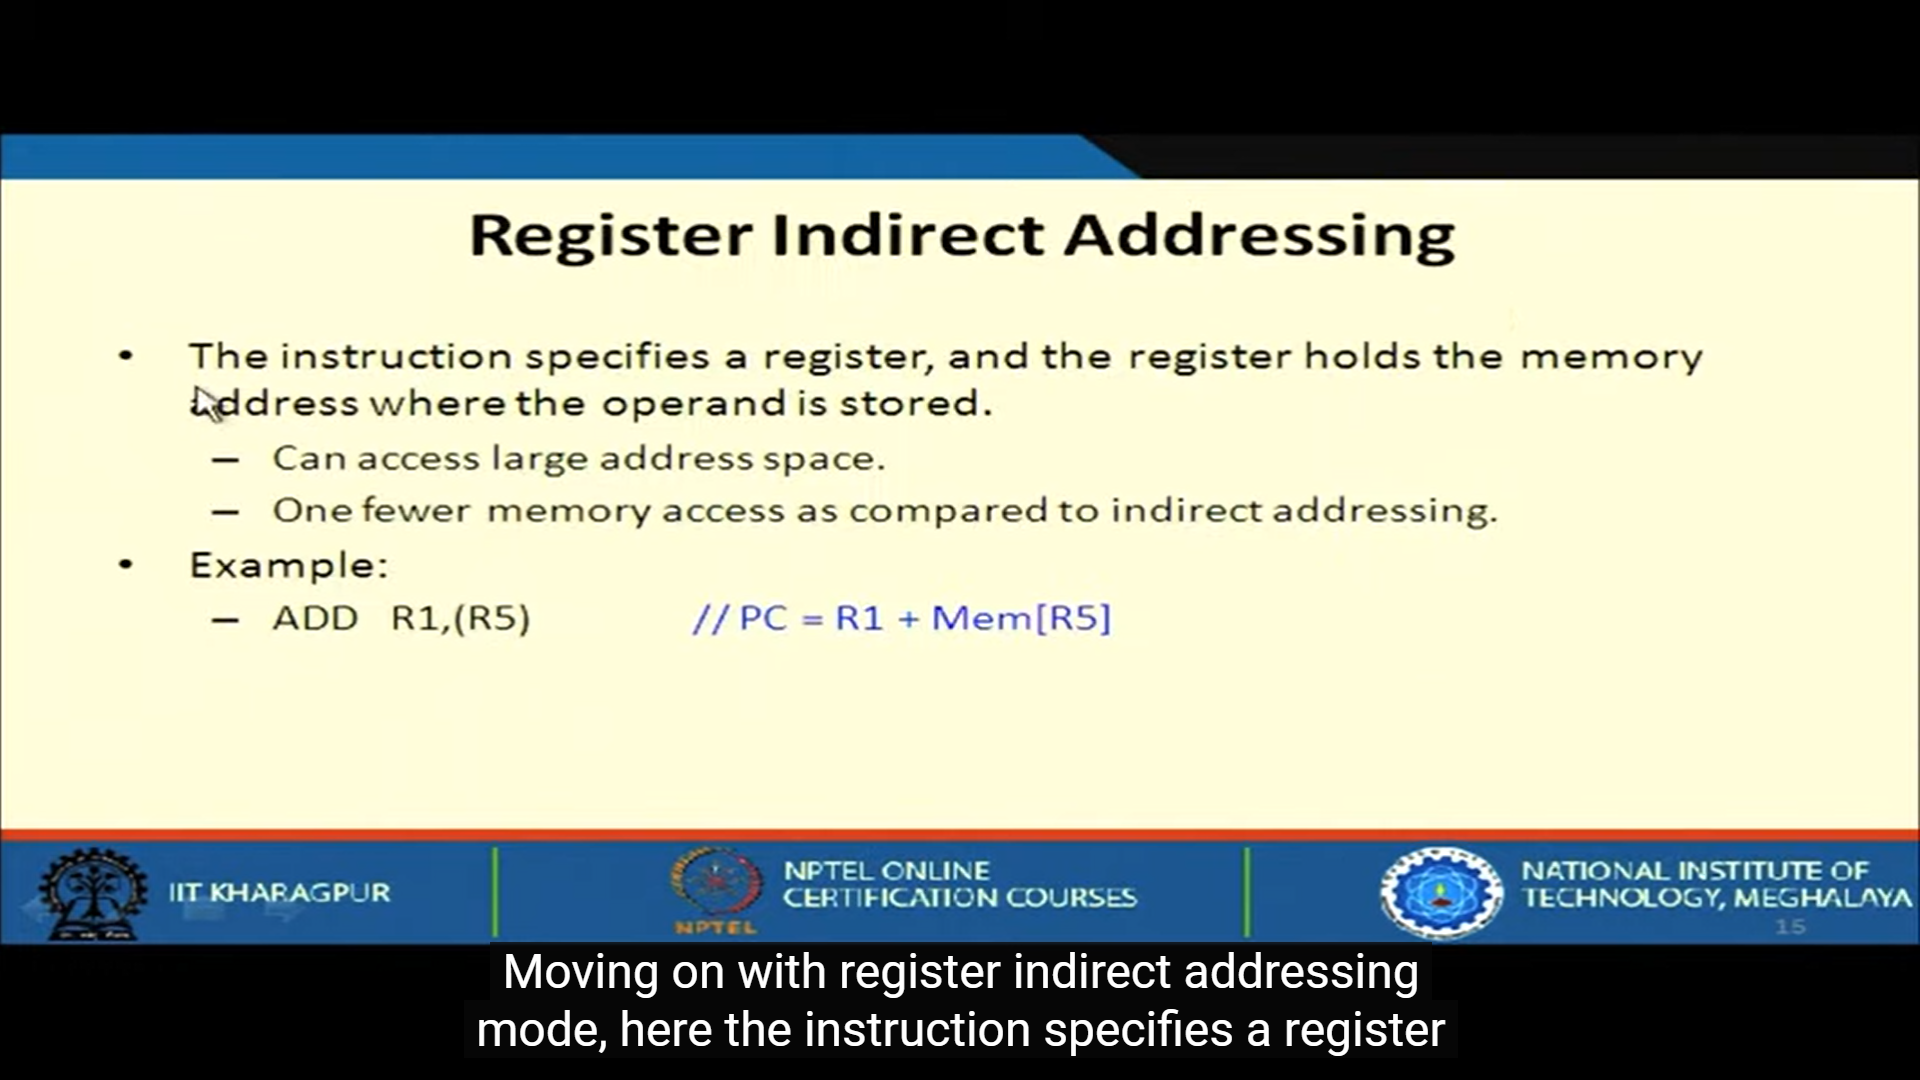 Register Indirect Addressing
• The instruction specifies a register, and the register holds the memory
address where the operand is stored.
– Can access large address space.
– One fewer memory access as compared to indirect addressing.
• Example:
– ADD R1,(R5) // PC = R1 + Mem[R5]
IIT KHARAGPUR
NPTEL
NPTEL ONLINE
CERTIFICATION COURSES
NATIONAL INSTITUTE OF
TECHNOLOGY, MEGHALAYA
15
Moving on with register indirect addressing
mode, here the instruction specifies a register